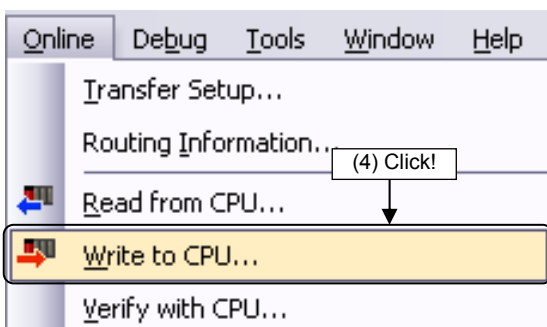 Online Debug Tools Window Help
Transfer Setup...
Routing Information...
(4) Click!
Read from CPU...
Write to CPU...
Verify with CPU...